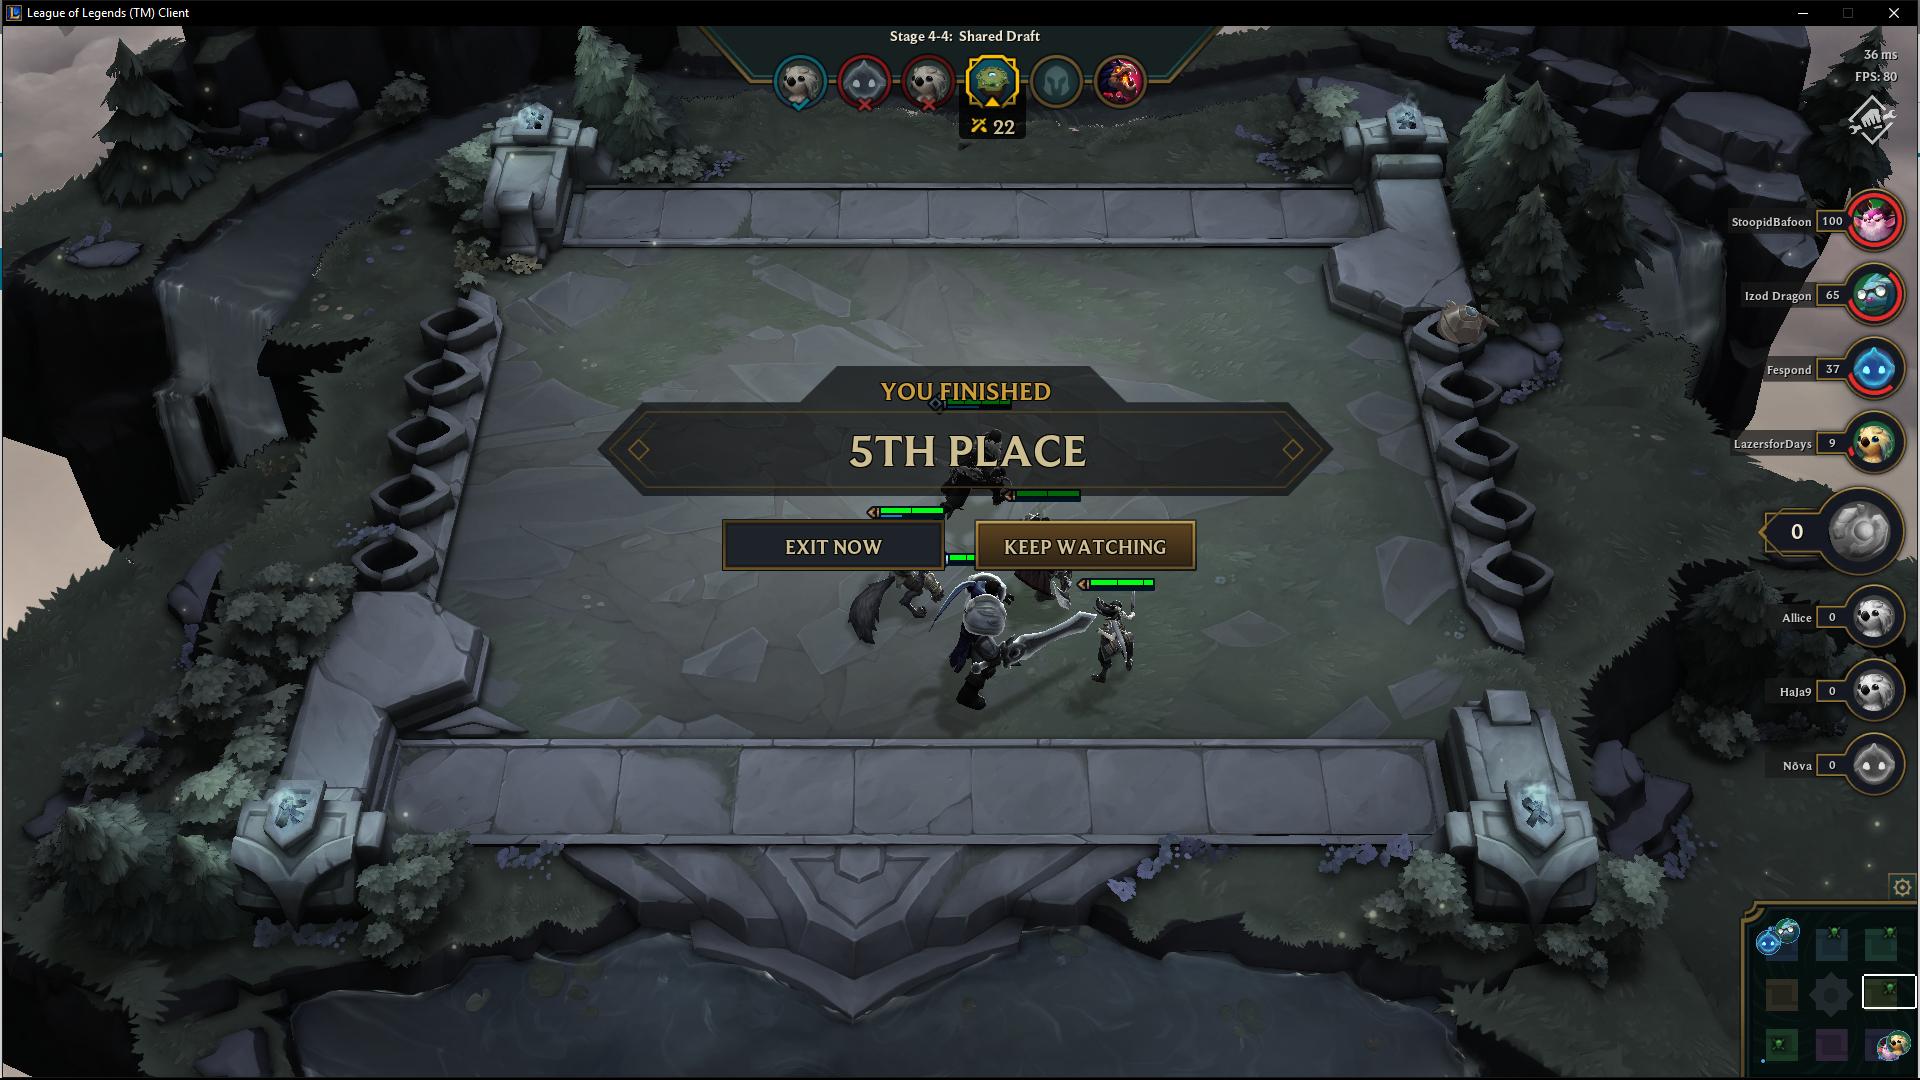 League of Legends (TM) Client
Stage 4-4: Shared Draft
36 ms
FPS: 80
22
StoopidBafoon 100
Izod Dragon 65
Fespond 37
YOU FINISHED
5TH PLACE
LazersforDays 9
EXIT NOW
KEEP WATCHING
0
Allice 0
HaJa9 0
Nōva 0